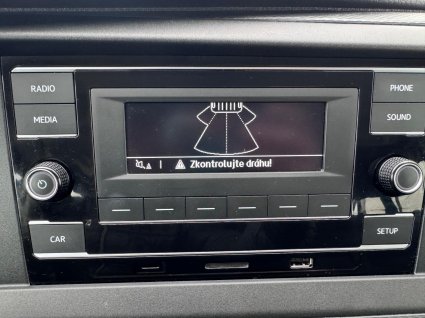 RADIO
PHONE
MEDIA
SOUND
Zkontrolujte dráhu!
CAR
SETUP